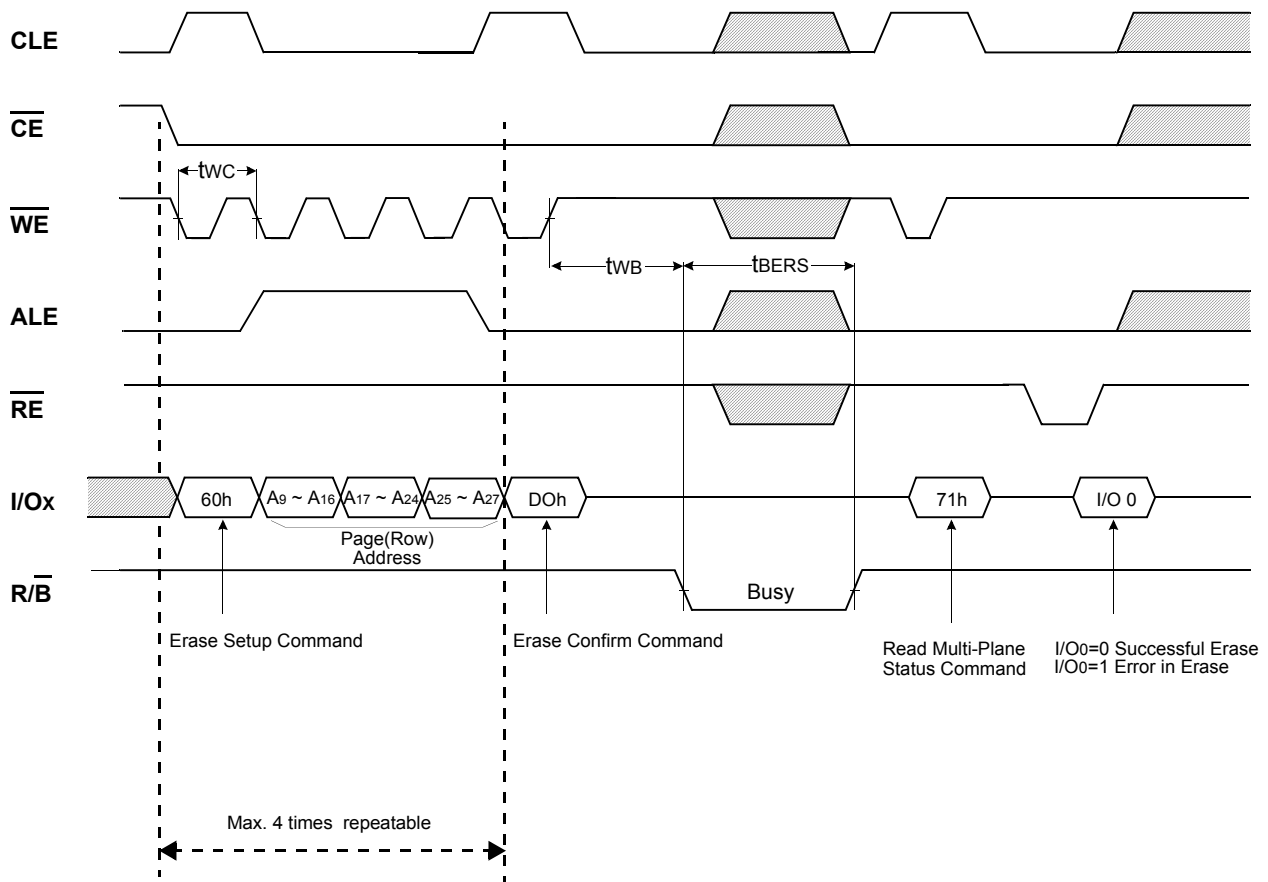 CLE
CE
tWC
WE
tWB
tBERS
ALE
RE
I/Ox
60h
A9 ~ A16
A17 ~ A24
A25 ~ A27
DOh
71h
I/O 0
Page(Row)
Address
R/B
Busy
Erase Setup Command
Erase Confirm Command
Read Multi-Plane
Status Command
I/O0=0 Successful Erase
I/O0=1 Error in Erase
Max. 4 times repeatable